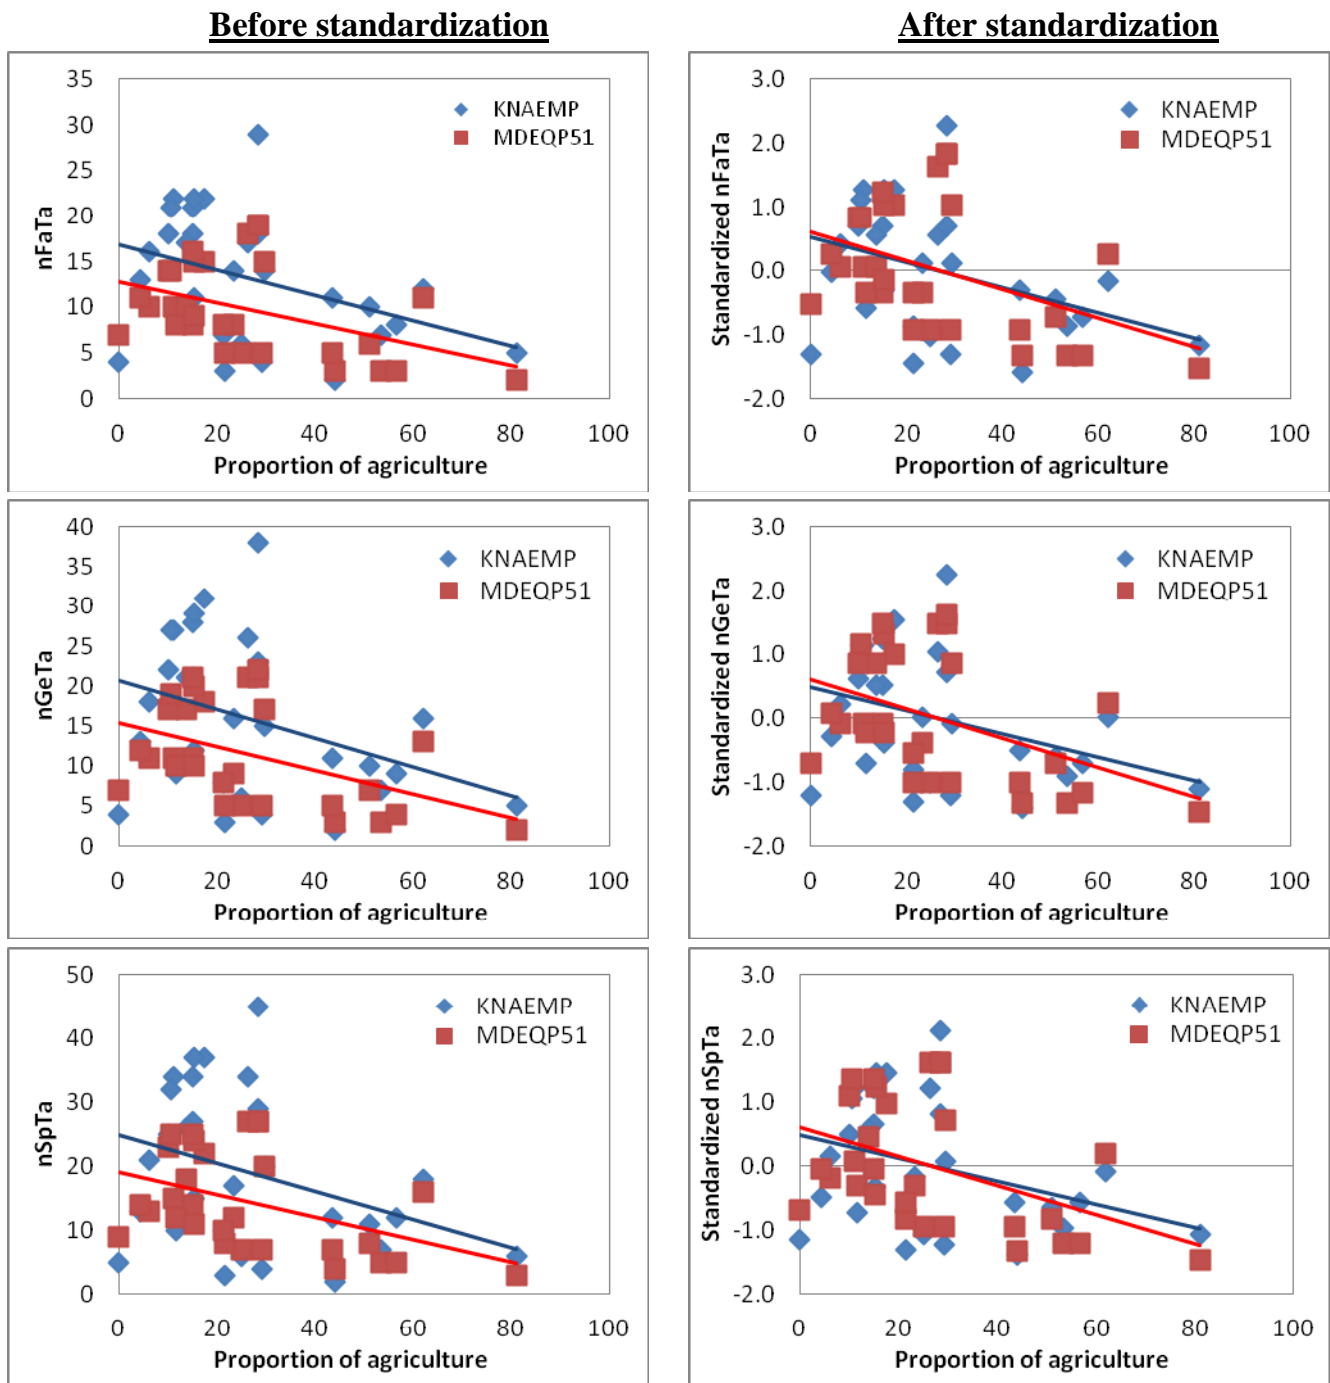 Before standardization
After standardization
35
30
25
20
15
10
5
0
nFaTa
KNAEMP
MDEQP51
0 20 40 60 80 100
Proportion of agriculture
3.0
2.0
1.0
0.0
-1.0
-2.0
Standardized nFaTa
KNAEMP
MDEQP51
0 20 40 60 80 100
Proportion of agriculture
40
35
30
25
20
15
10
5
0
nGeTa
KNAEMP
MDEQP51
0 20 40 60 80 100
Proportion of agriculture
3.0
2.0
1.0
0.0
-1.0
-2.0
Standardized nGeTa
KNAEMP
MDEQP51
0 20 40 60 80 100
Proportion of agriculture
50
40
30
20
10
0
nSpTa
KNAEMP
MDEQP51
0 20 40 60 80 100
Proportion of agriculture
3.0
2.0
1.0
0.0
-1.0
-2.0
Standardized nSpTa
KNAEMP
MDEQP51
0 20 40 60 80 100
Proportion of agriculture